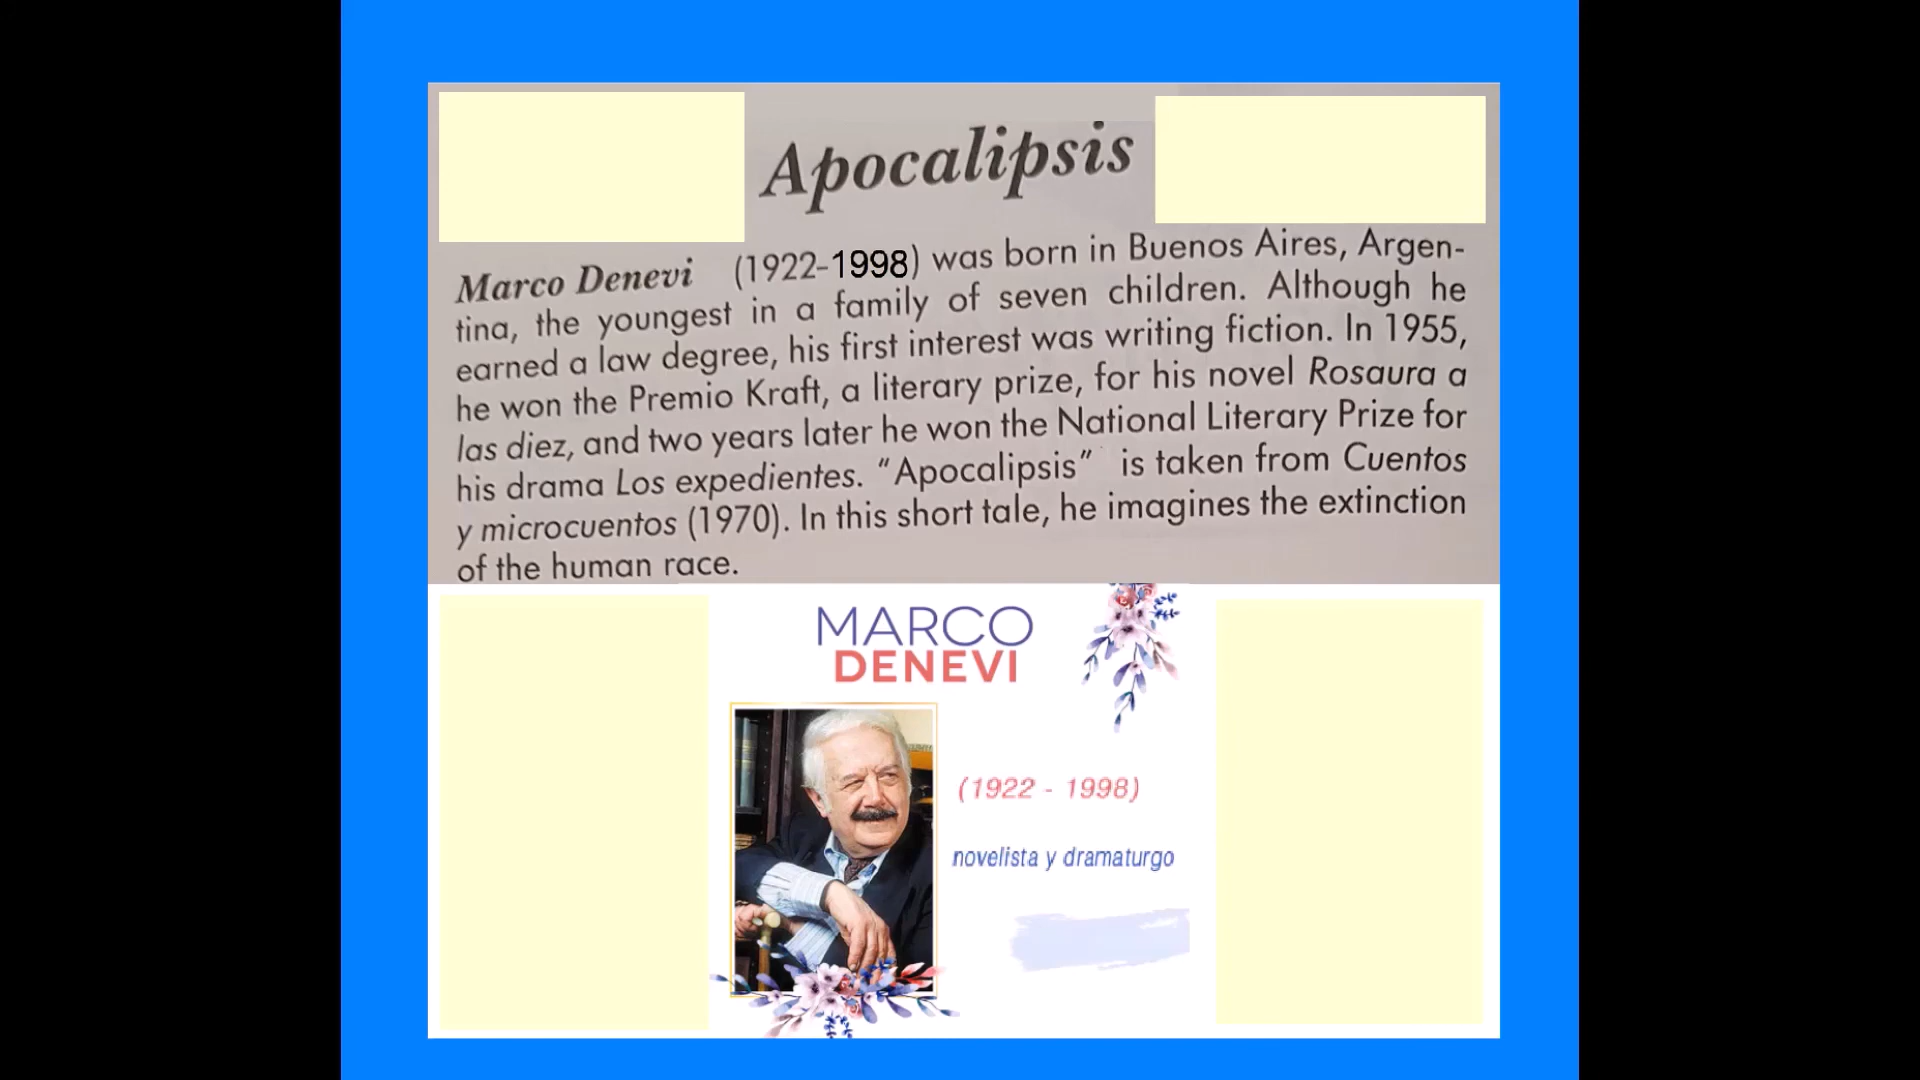 Apocalipsis
Marco Denevi (1922-1998) was born in Buenos Aires, Argen-
tina, the youngest in a family of seven children. Although he
earned a law degree, his first interest was writing fiction. In 1955,
he won the Premio Kraft, a literary prize, for his novel Rosaura a
las diez, and two years later he won the National Literary Prize for
his drama Los expedientes. “Apocalipsis” is taken from Cuentos
y microcuentos (1970). In this short tale, he imagines the extinction
of the human race.
MARCO
DENEVI
(1922 - 1998)
novelista y dramaturgo